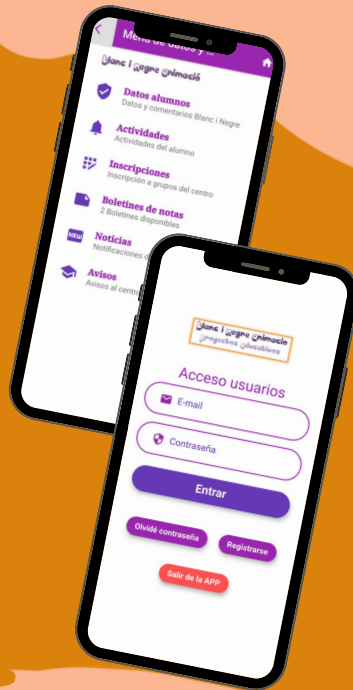 Menú de datos y ...
Blanc i Negre Animació
Datos alumnos
Datos y comentarios Blanc i Negre
Actividades
Actividades del alumno
Inscripciones
Inscripción a grupos del centro
Boletines de notas
2 Boletines disponibles
NEW
Noticias
Notificaciones d
Avisos
Avisos al centro
Blanc i Negre Animació
Proyectos Educativos
Acceso usuarios
E-mail
Contraseña
Entrar
Olvidé contraseña
Registrarse
Salir de la APP